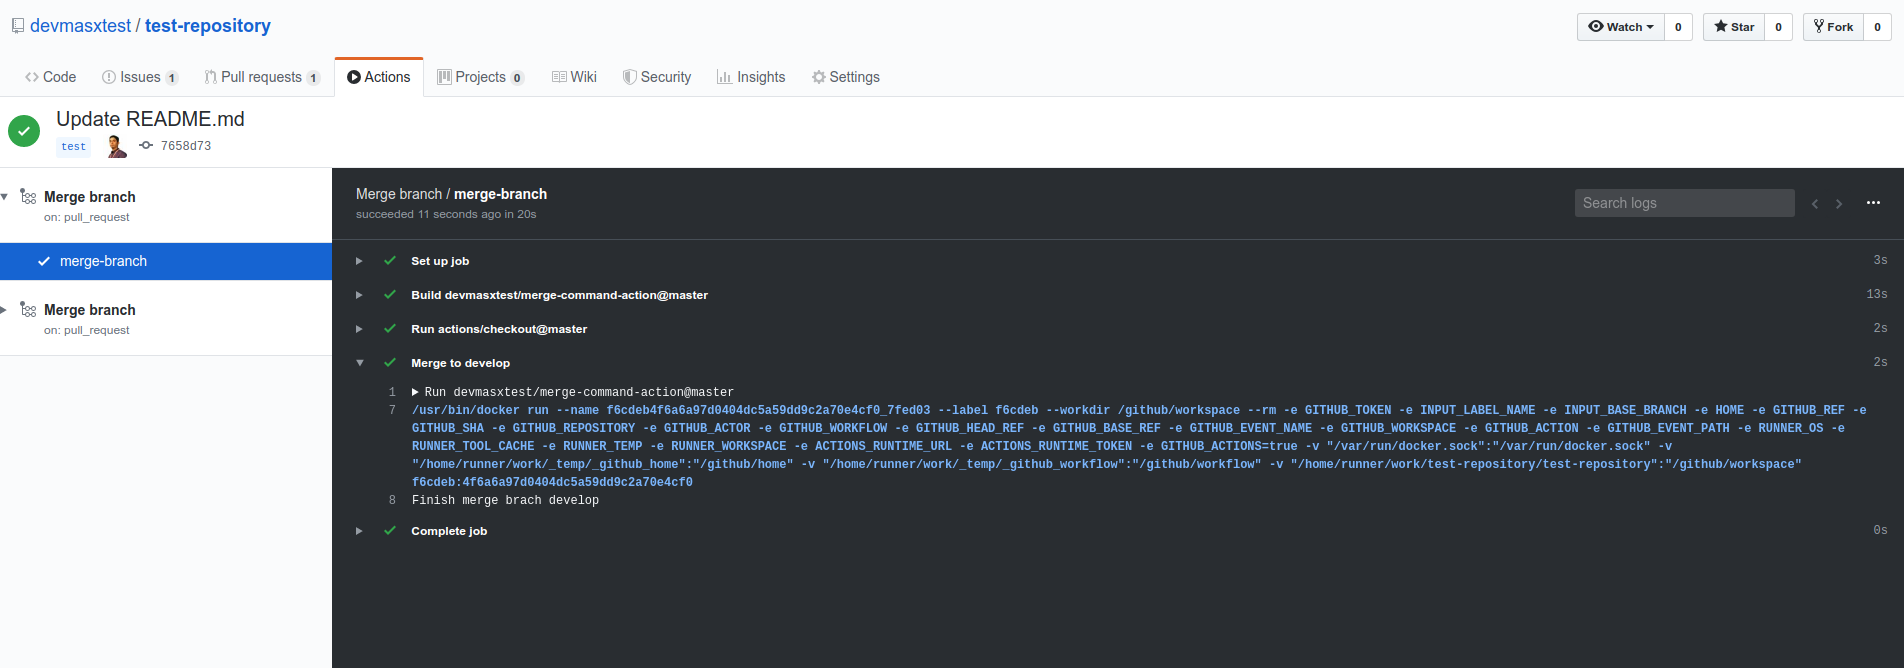 devmasxtest / test-repository
Watch 0 Star 0 Fork 0
Code Issues 1 Pull requests 1 Actions Projects 0 Wiki Security Insights Settings
Update README.md
test 7658d73
Merge branch
on: pull_request
merge-branch
Merge branch
on: pull_request
Merge branch / merge-branch
succeeded 11 seconds ago in 20s
Search logs
Set up job 3s
Build devmasxtest/merge-command-action@master 13s
Run actions/checkout@master 2s
Merge to develop 2s
1 Run devmasxtest/merge-command-action@master
7 /usr/bin/docker run --name f6cdeb4f6a6a97d0404dc5a59dd9c2a70e4cf0_7fed03 --label f6cdeb --workdir /github/workspace --rm -e GITHUB_TOKEN -e INPUT_LABEL_NAME -e INPUT_BASE_BRANCH -e HOME -e GITHUB_REF -e
GITHUB_SHA -e GITHUB_REPOSITORY -e GITHUB_ACTOR -e GITHUB_WORKFLOW -e GITHUB_HEAD_REF -e GITHUB_BASE_REF -e GITHUB_EVENT_NAME -e GITHUB_WORKSPACE -e GITHUB_ACTION -e GITHUB_EVENT_PATH -e RUNNER_OS -e
RUNNER_TOOL_CACHE -e RUNNER_TEMP -e RUNNER_WORKSPACE -e ACTIONS_RUNTIME_URL -e ACTIONS_RUNTIME_TOKEN -e GITHUB_ACTIONS=true -v "/var/run/docker.sock":"/var/run/docker.sock" -v
"/home/runner/work/_temp/_github_home":"/github/home" -v "/home/runner/work/_temp/_github_workflow":"/github/workflow" -v "/home/runner/work/test-repository/test-repository":"/github/workspace"
f6cdeb:4f6a6a97d0404dc5a59dd9c2a70e4cf0
8 Finish merge brach develop
Complete job 0s